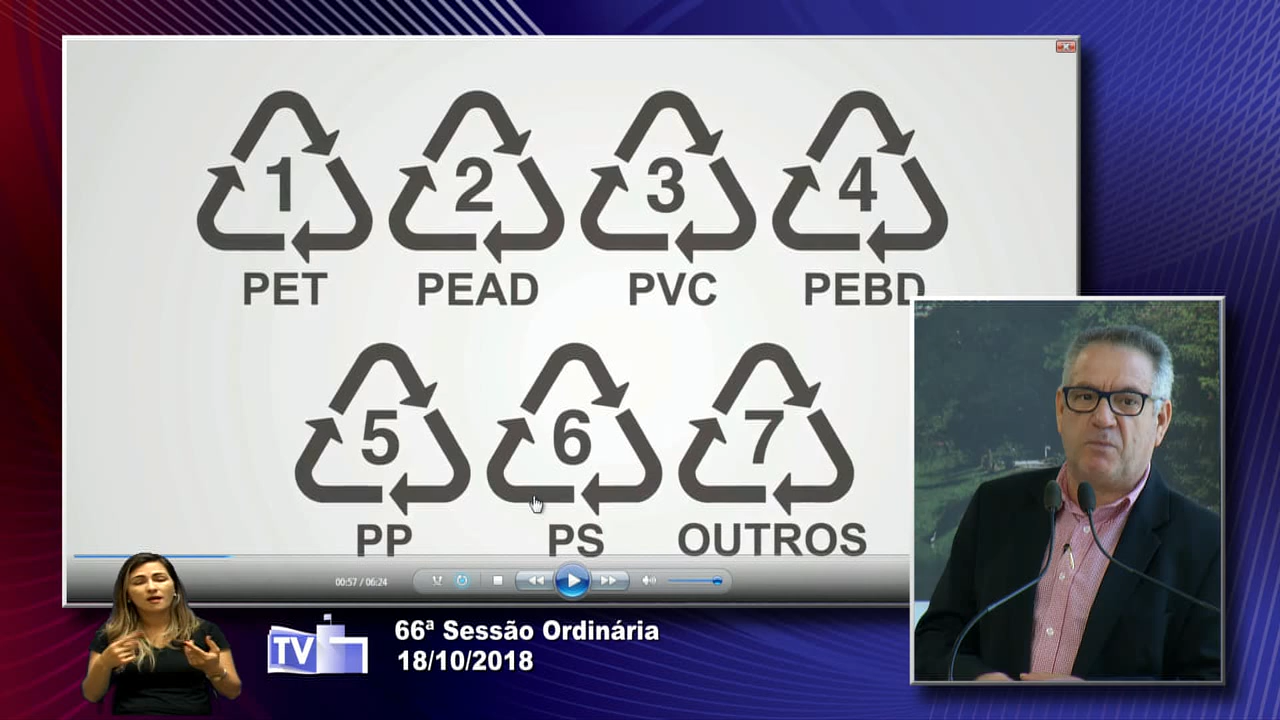 1 2 3 4
PET PEAD PVC PEBD
5 6 7
PP PS OUTROS
00:57 / 06:24
TV
66ª Sessão Ordinária
18/10/2018